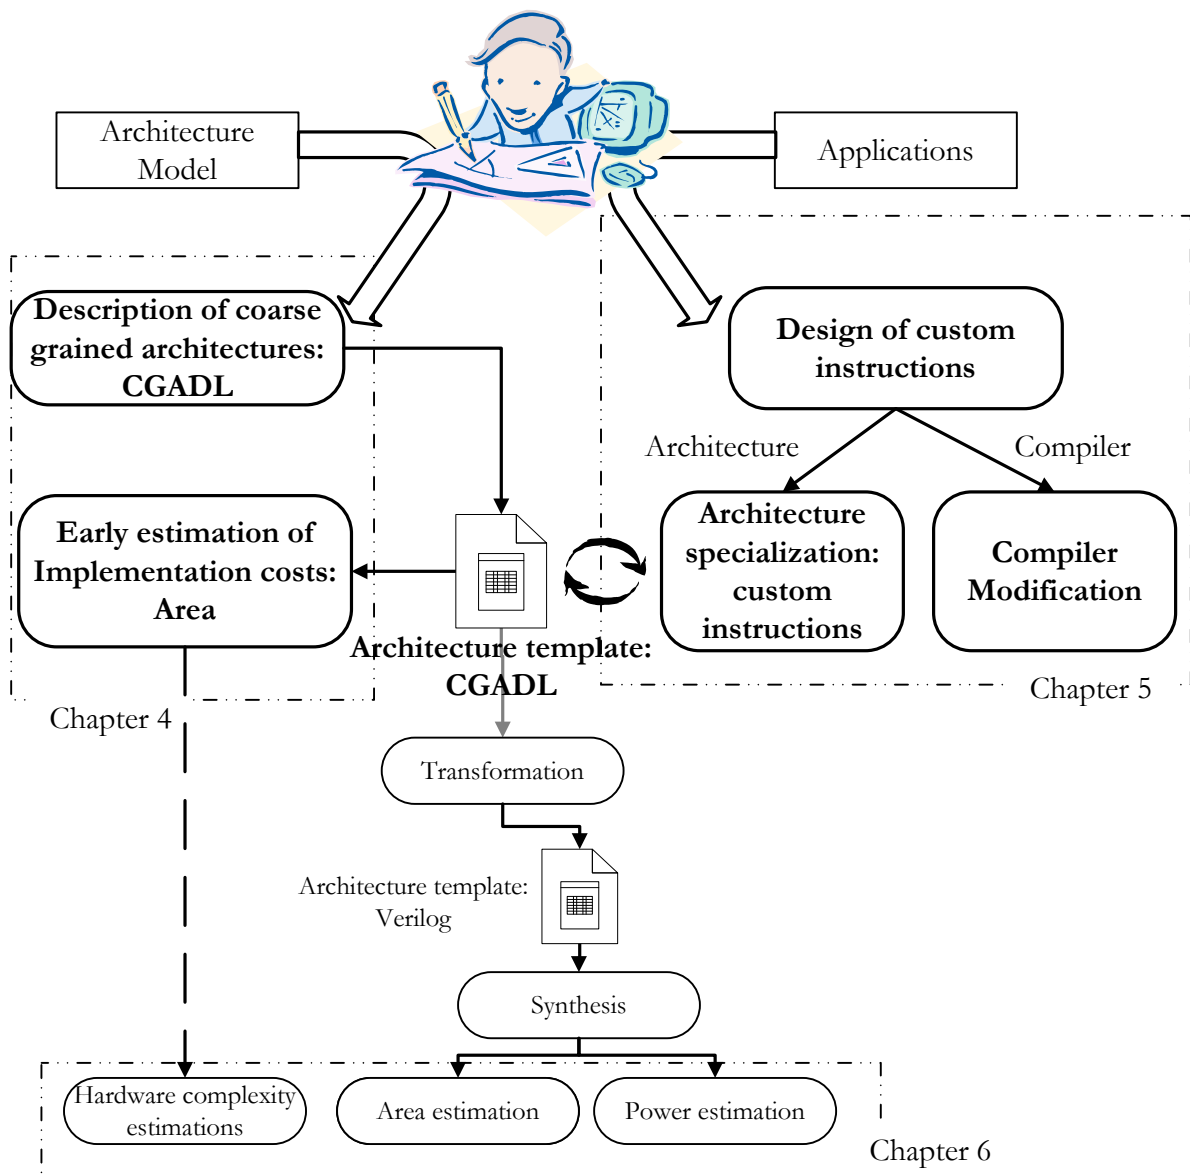 Architecture
Model
Applications
Description of coarse
grained architectures:
CGADL
Design of custom
instructions
Architecture
Compiler
Early estimation of
Implementation costs:
Area
Architecture
specialization:
custom
instructions
Compiler
Modification
Architecture template:
CGADL
Chapter 5
Chapter 4
Transformation
Architecture template:
Verilog
Synthesis
Hardware complexity
estimations
Area estimation
Power estimation
Chapter 6